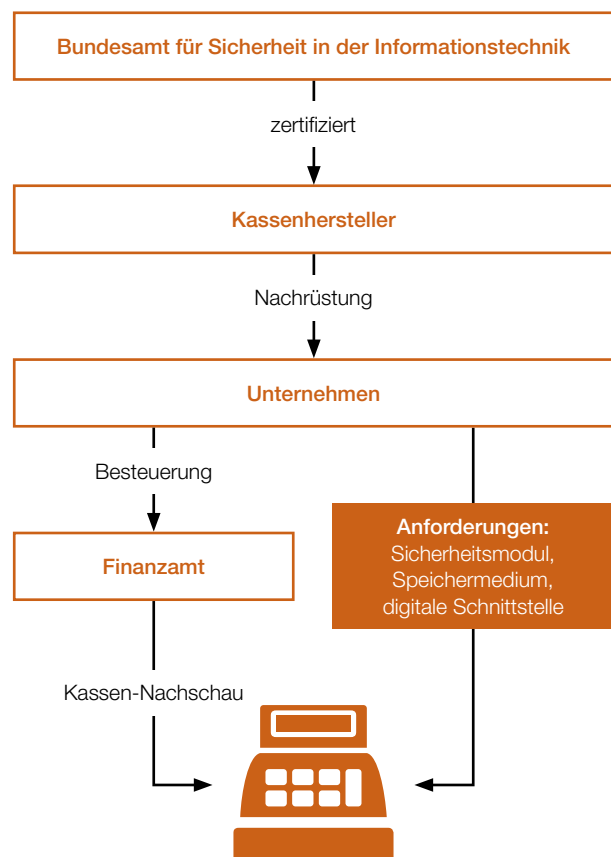 Bundesamt für Sicherheit in der Informationstechnik
zertifiziert
Kassenhersteller
Nachrüstung
Unternehmen
Besteuerung
Finanzamt
Anforderungen:
Sicherheitsmodul,
Speichermedium,
digitale Schnittstelle
Kassen-Nachschau